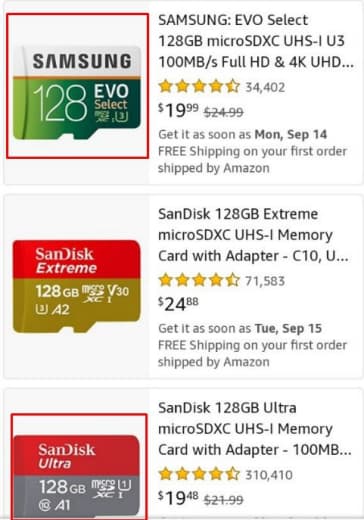 SAMSUNG
128 EVO
Select
micro SD XC I U3
SAMSUNG: EVO Select
128GB microSDXC UHS-I U3
100MB/s Full HD & 4K UHD...
34,402
$19.99 $24.99
Get it as soon as Mon, Sep 14
FREE Shipping on your first order
shipped by Amazon
SanDisk
Extreme
128 GB micro SD XC I V30
U3 A2
SanDisk 128GB Extreme
microSDXC UHS-I Memory
Card with Adapter - C10, U...
71,583
$24.88
Get it as soon as Tue, Sep 15
FREE Shipping on your first order
shipped by Amazon
SanDisk
Ultra
128 GB micro SD XC I U1
10 A1
SanDisk 128GB Ultra
microSDXC UHS-I Memory
Card with Adapter - 100MB...
310,410
$19.48 $21.99